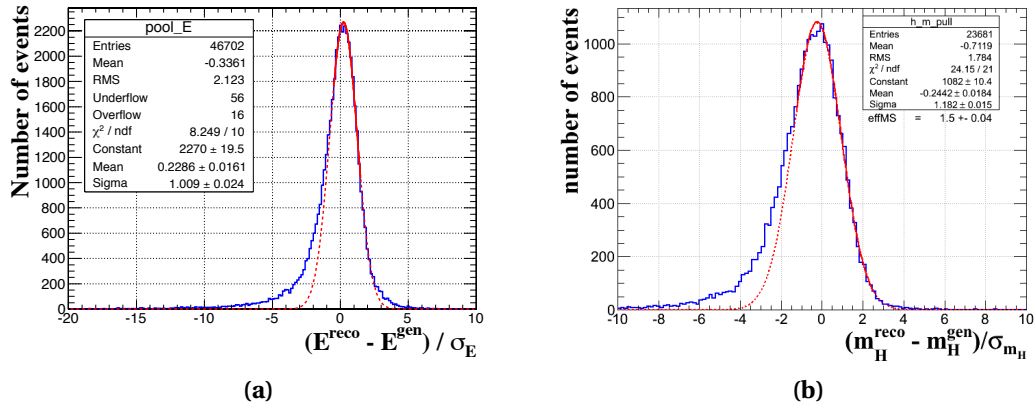 Number of events
2200
2000
1800
1600
1400
1200
1000
800
600
400
200
0
-20 -15 -10 -5 0 5 10
(E^reco - E^gen) / σ_E
pool_E
Entries 46702
Mean -0.3361
RMS 2.123
Underflow 56
Overflow 16
χ² / ndf 8.249 / 10
Constant 2270 ± 19.5
Mean 0.2286 ± 0.0161
Sigma 1.009 ± 0.024
(a)
number of events
1000
800
600
400
200
0
-10 -8 -6 -4 -2 0 2 4 6 8 10
(m_H^reco - m_H^gen)/σ_m_H
h_m_pull
Entries 23681
Mean -0.7119
RMS 1.784
χ² / ndf 24.15 / 21
Constant 1082 ± 10.4
Mean -0.2442 ± 0.0184
Sigma 1.182 ± 0.015
effMS = 1.5 +- 0.04
(b)